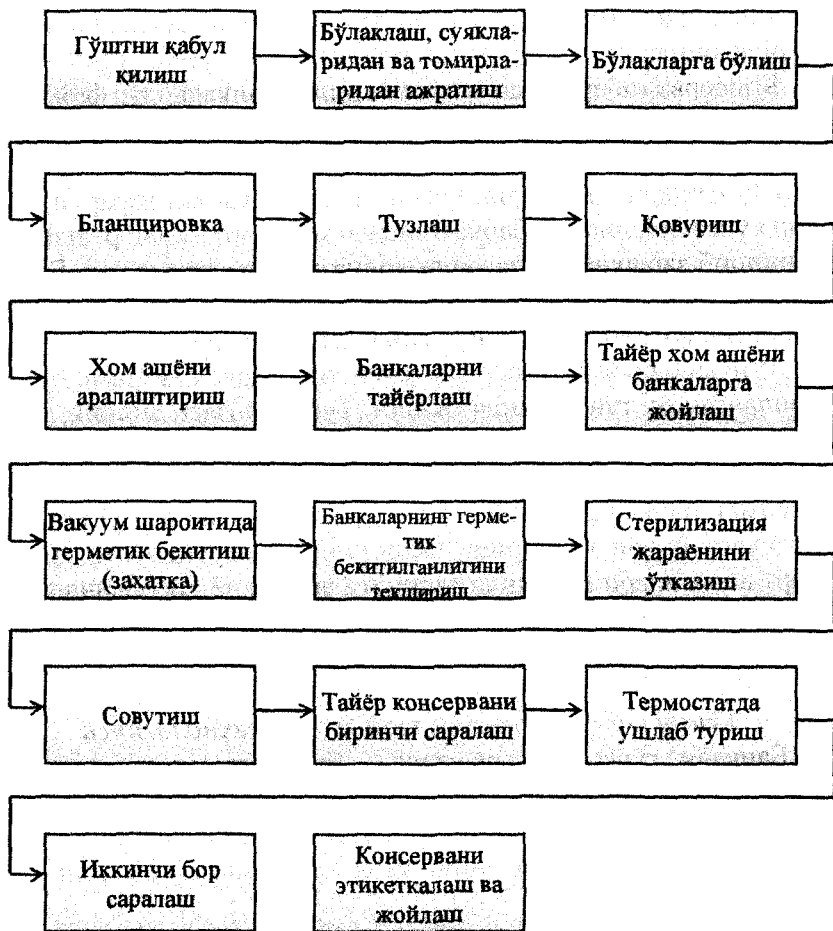 Гўштни қабул
қилиш
Бўлаклаш, суякла-
ридан ва томирла-
ридан ажратиш
Бўлакларга бўлиш
Бланщировка
Тузлаш
Қовуриш
Хом ашёни
аралаштириш
Банкаларни
тайёрлаш
Тайёр хом ашёни
банкаларга
жойлаш
Вакуум шароитида
герметик бекитиш
(захатка)
Банкаларнинг герме-
тик
бекитилганлигини
текшириш
Стерилизация
жараёнини
ўтказиш
Совутиш
Тайёр консервани
биринчи саралаш
Термостатда
ушлаб туриш
Иккинчи бор
саралаш
Консервани
этикеткалаш ва
жойлаш